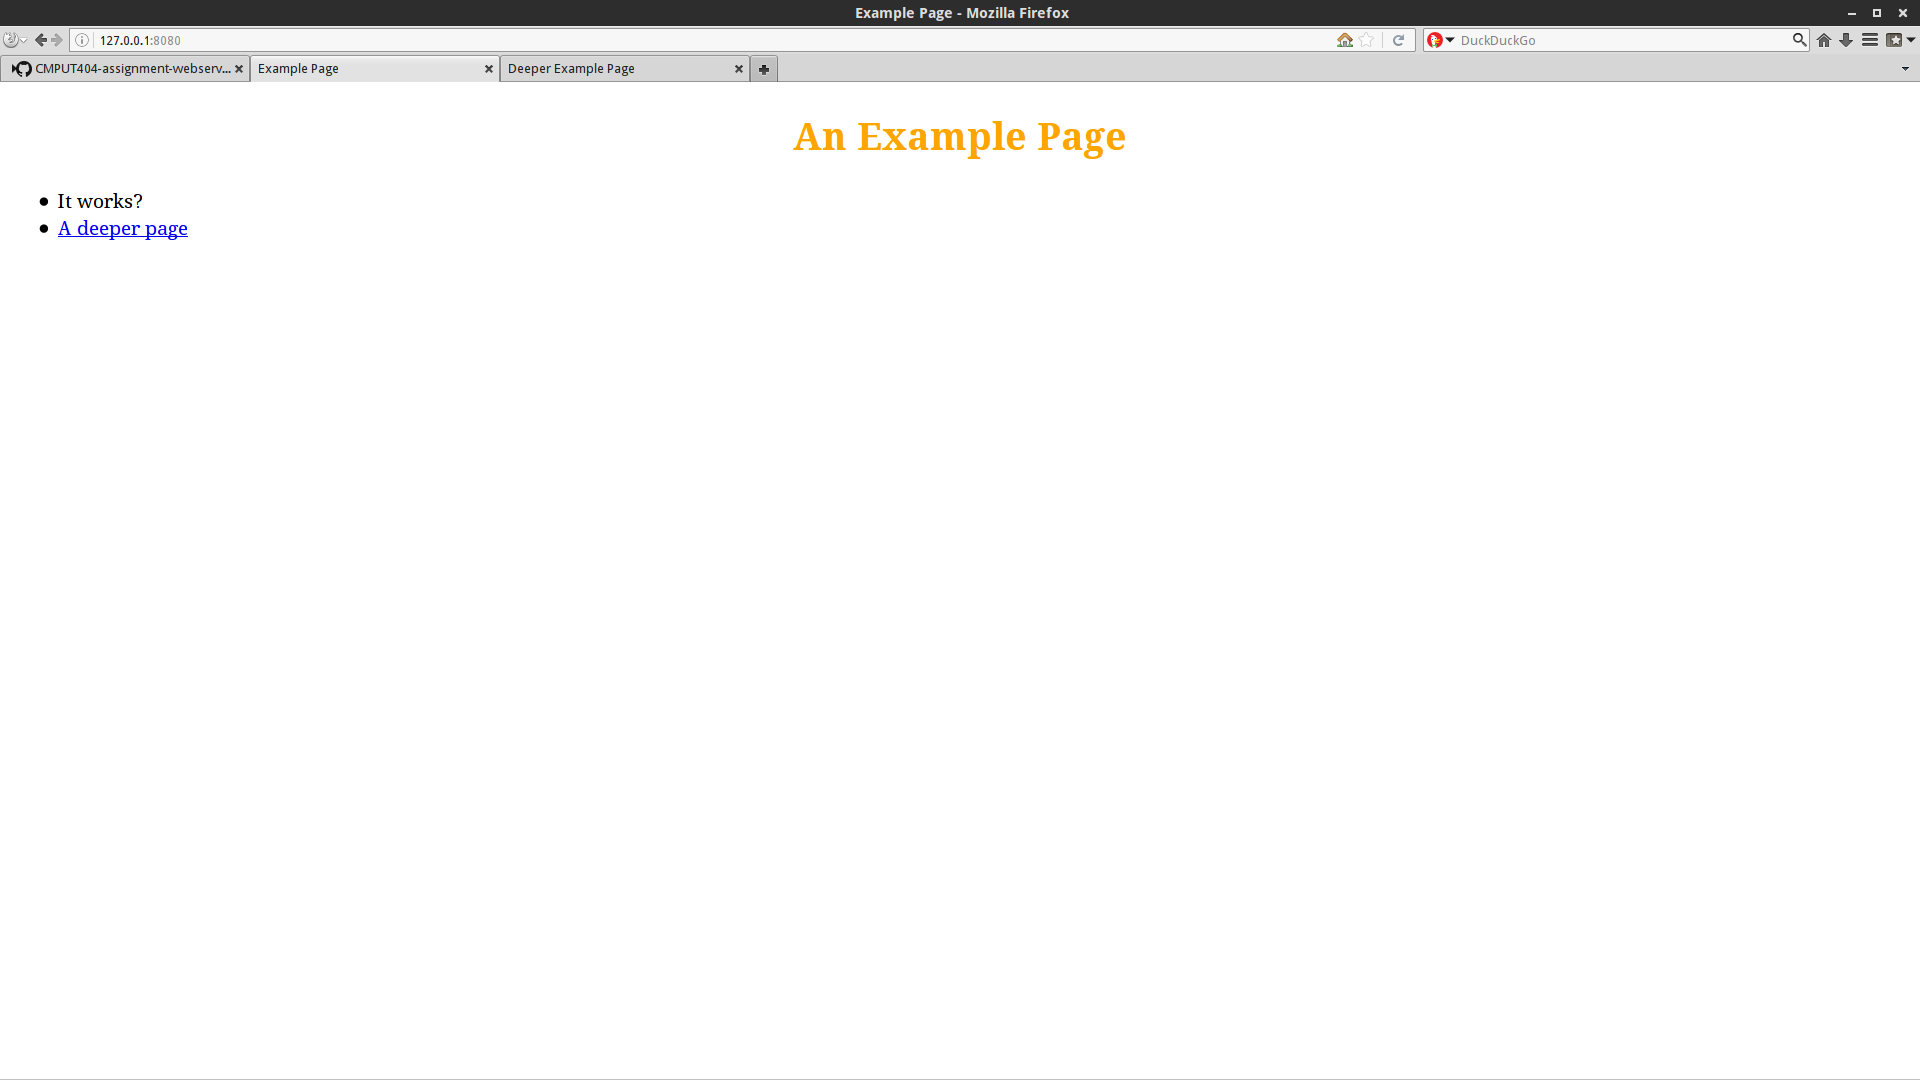 Example Page - Mozilla Firefox
127.0.0.1:8080
DuckDuckGo
CMPUT404-assignment-webserv...
Example Page
Deeper Example Page
An Example Page
It works?
A deeper page